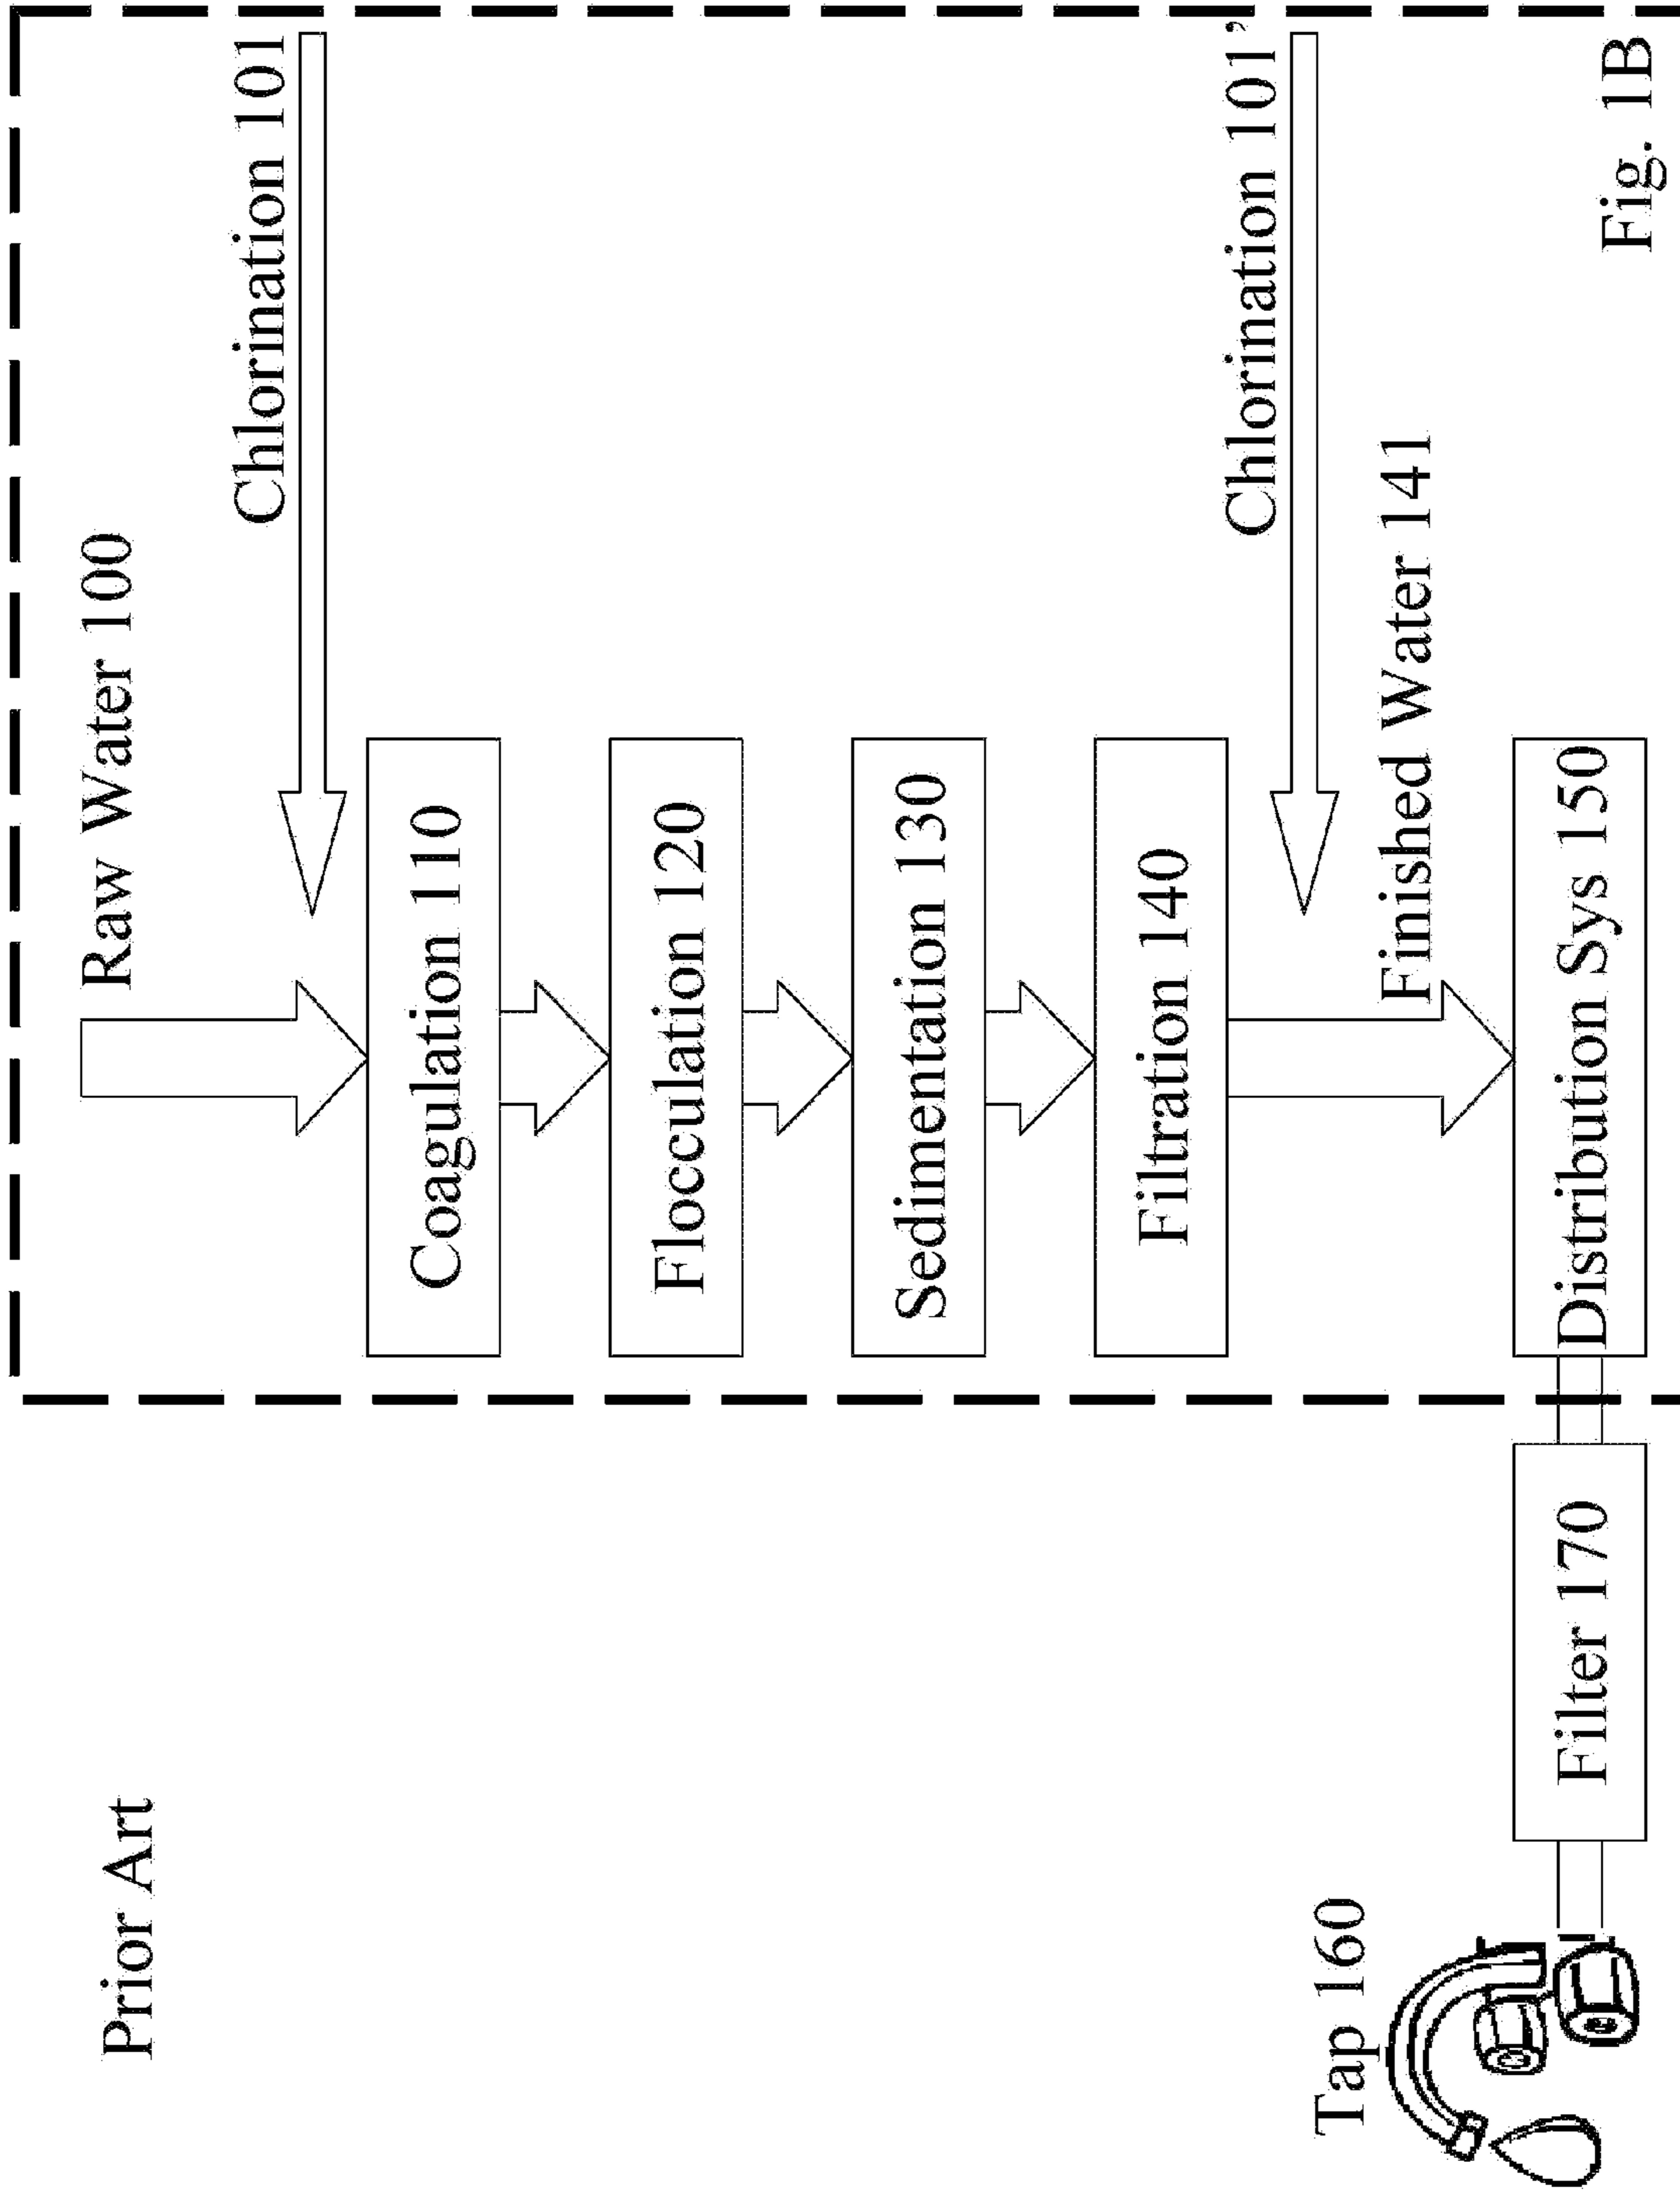 Prior Art
Raw Water 100
Chlorination 101
Coagulation 110
Flocculation 120
Sedimentation 130
Filtration 140
Chlorination 101’
Finished Water 141
Tap 160
Filter 170
Distribution Sys 150
Fig. 1B